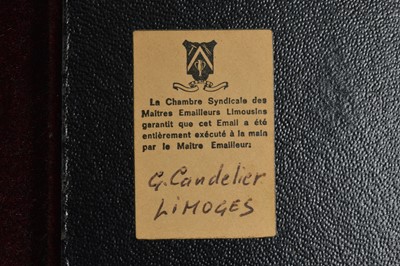 La Chambre Syndicale des
Maîtres Emailleurs Limousins
garantit que cet Email a été
entièrement exécuté à la main
par le Maître Emailleur:
G. Candelier
LIMOGES